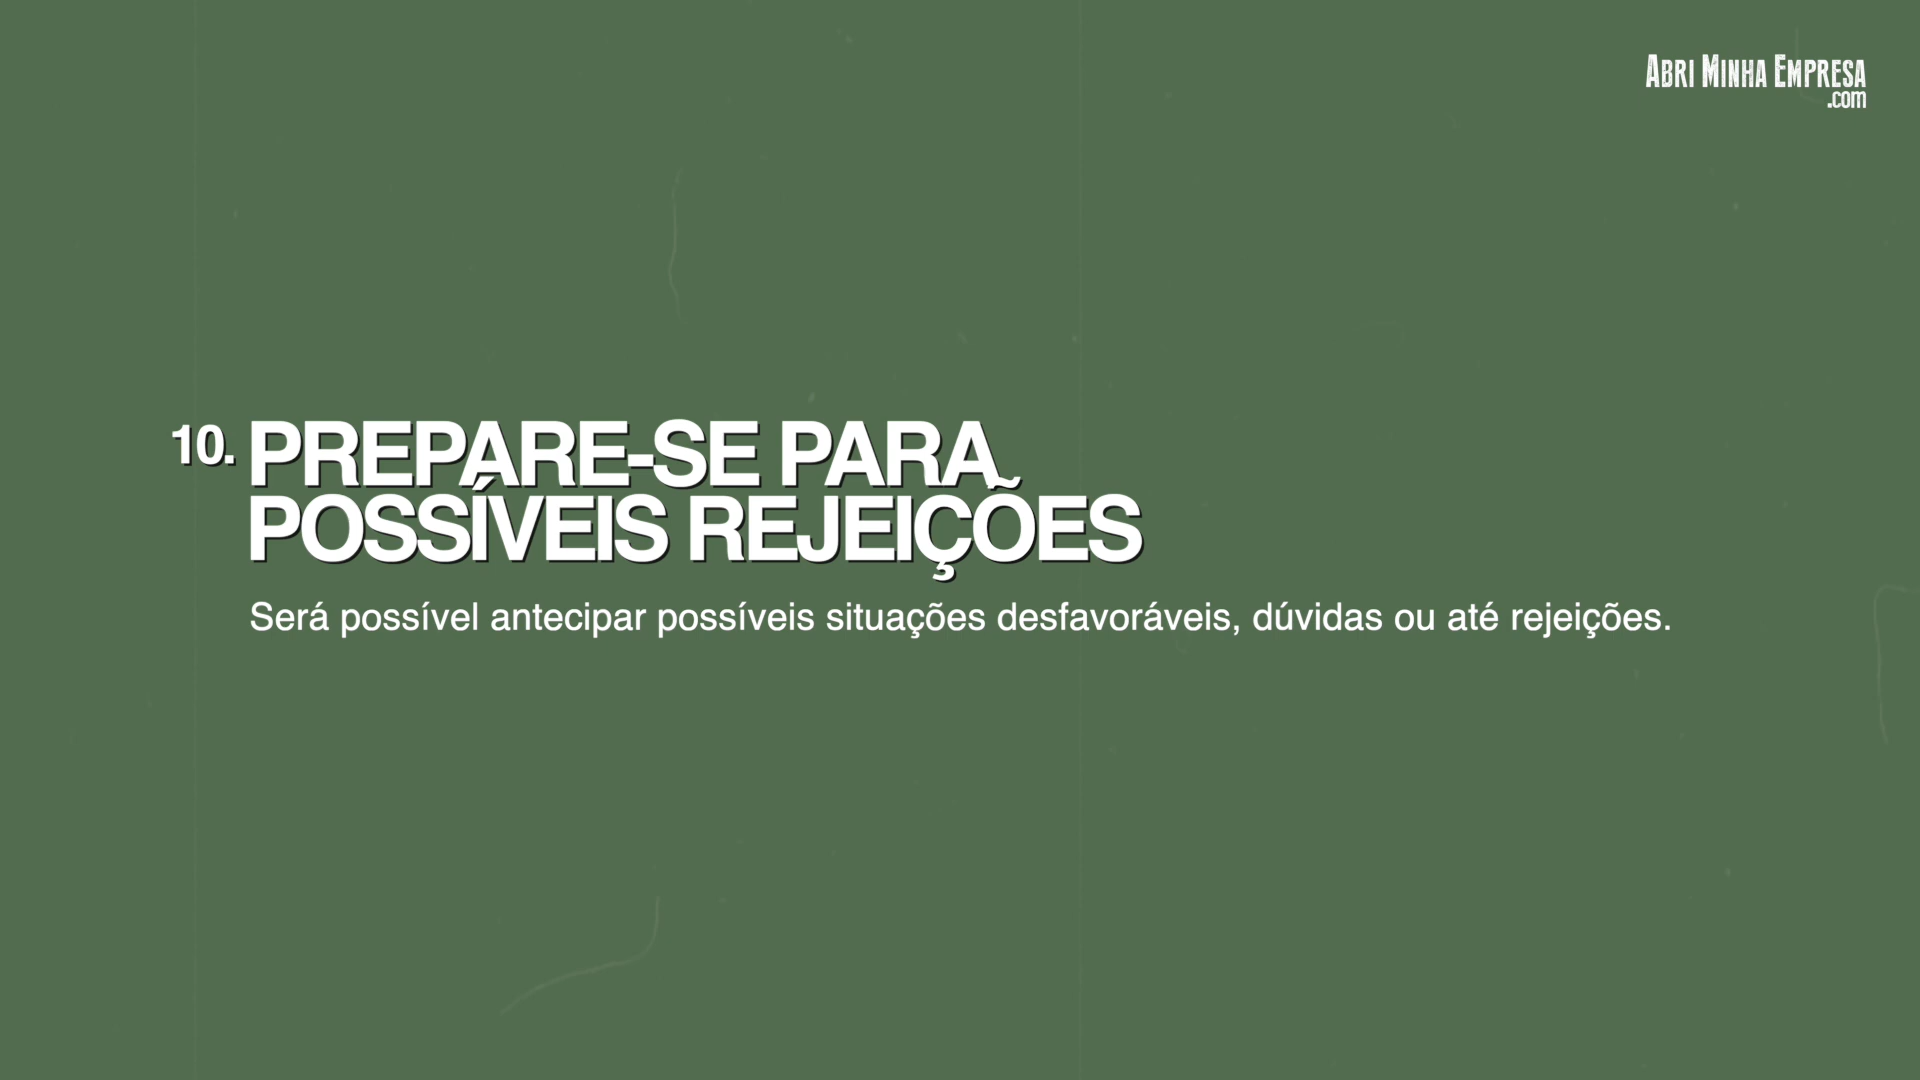 ABRI MINHA EMPRESA
.com
10. PREPARE-SE PARA
POSSÍVEIS REJEIÇÕES
Será possível antecipar possíveis situações desfavoráveis, dúvidas ou até rejeições.